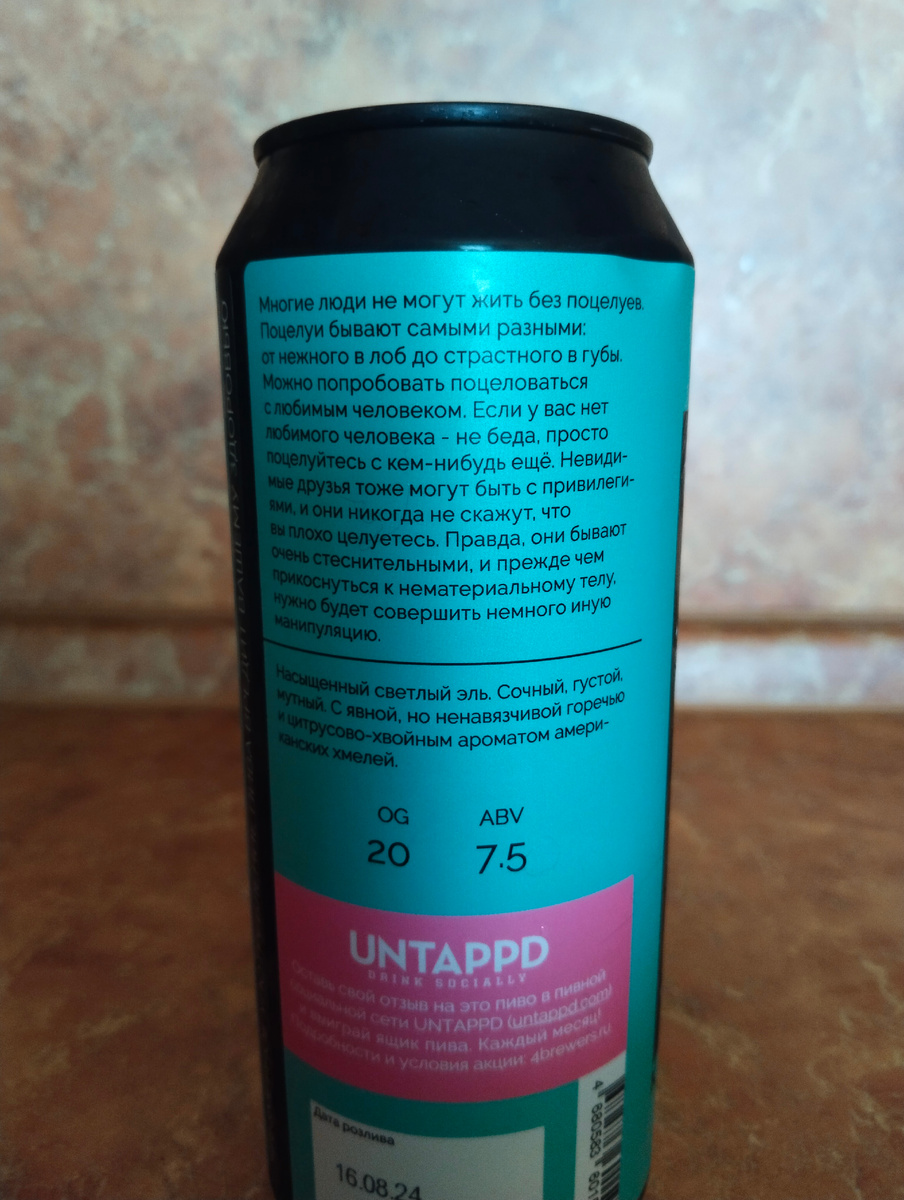 Многие люди не могут жить без поцелуев.
Поцелуи бывают самыми разными:
от нежного в лоб до страстного в губы.
Можно попробовать поцеловаться
с любимым человеком. Если у вас нет
любимого человека - не беда, просто
поцелуйтесь с кем-нибудь ещё. Невиди-
мые друзья тоже могут быть с привилеги-
ями, и они никогда не скажут, что
вы плохо целуетесь. Правда, они бывают
очень стеснительными, и прежде чем
прикоснуться к нематериальному телу,
нужно будет совершить немного иную
манипуляцию.
Насыщенный светлый эль. Сочный, густой,
мутный. С явной, но ненавязчивой горечью
и цитрусово-хвойным ароматом амери-
канских хмелей.
OG ABV
20 7.5
UNTAPPD
DRINK SOCIALLY
Оставь свой отзыв на это пиво в пивной
социальной сети UNTAPPD (untappd.com)
и выиграй ящик пива. Каждый месяц!
Подробности и условия акции: 4brewers.ru
Дата розлива
16.08.24
ВАШЕМУ ЗДОРОВЬЮ